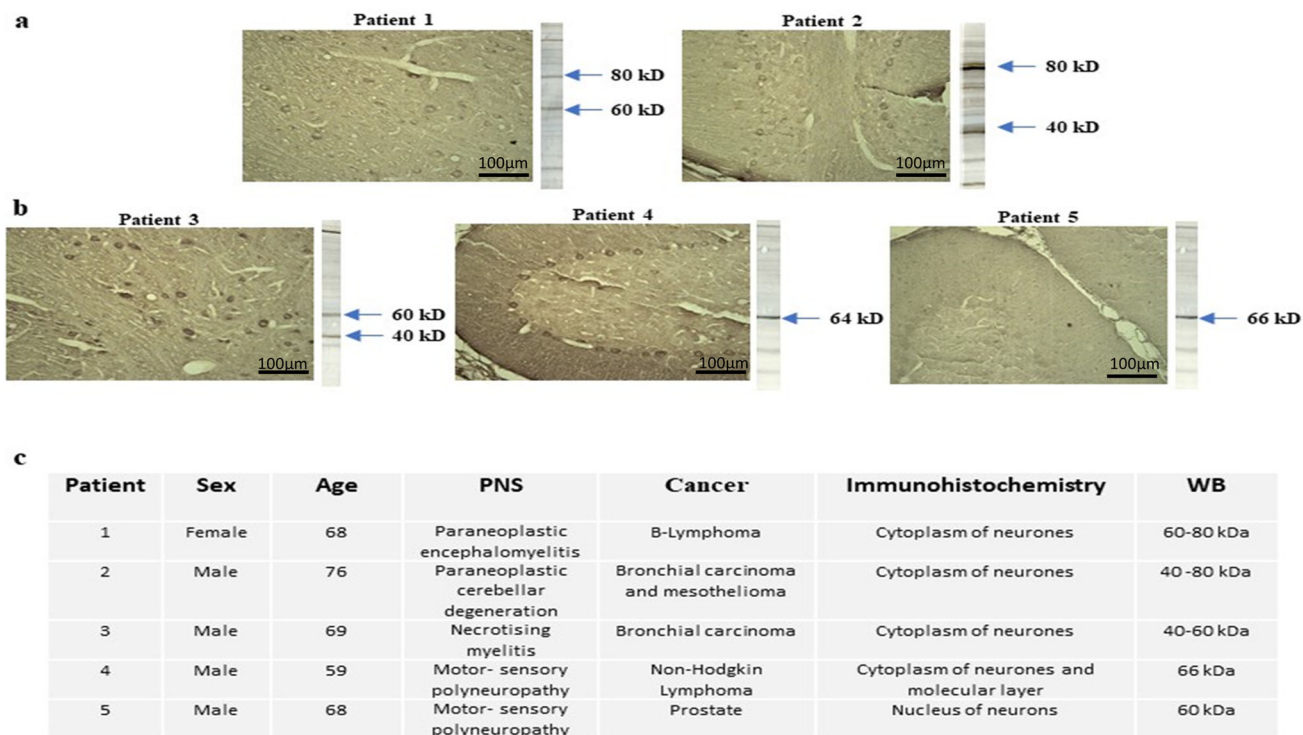 a
Patient 1
Patient 2
80 kD
60 kD
100µm
80 kD
40 kD
100µm
b
Patient 3
Patient 4
Patient 5
60 kD
40 kD
100µm
64 kD
100µm
66 kD
100µm
c
Patient Sex Age PNS Cancer Immunohistochemistry WB
1 Female 68 Paraneoplastic encephalomyelitis B-Lymphoma Cytoplasm of neurones 60-80 kDa
2 Male 76 Paraneoplastic cerebellar degeneration Bronchial carcinoma and mesothelioma Cytoplasm of neurones 40-80 kDa
3 Male 69 Necrotising myelitis Bronchial carcinoma Cytoplasm of neurones 40-60 kDa
4 Male 59 Motor- sensory polyneuropathy Non-Hodgkin Lymphoma Cytoplasm of neurones and molecular layer 66 kDa
5 Male 68 Motor- sensory polyneuropathy Prostate Nucleus of neurons 60 kDa